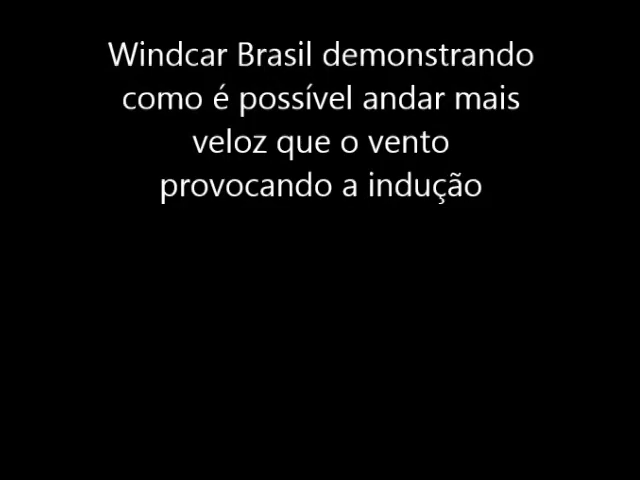 Windcar Brasil demonstrando
como é possível andar mais
veloz que o vento
provocando a indução